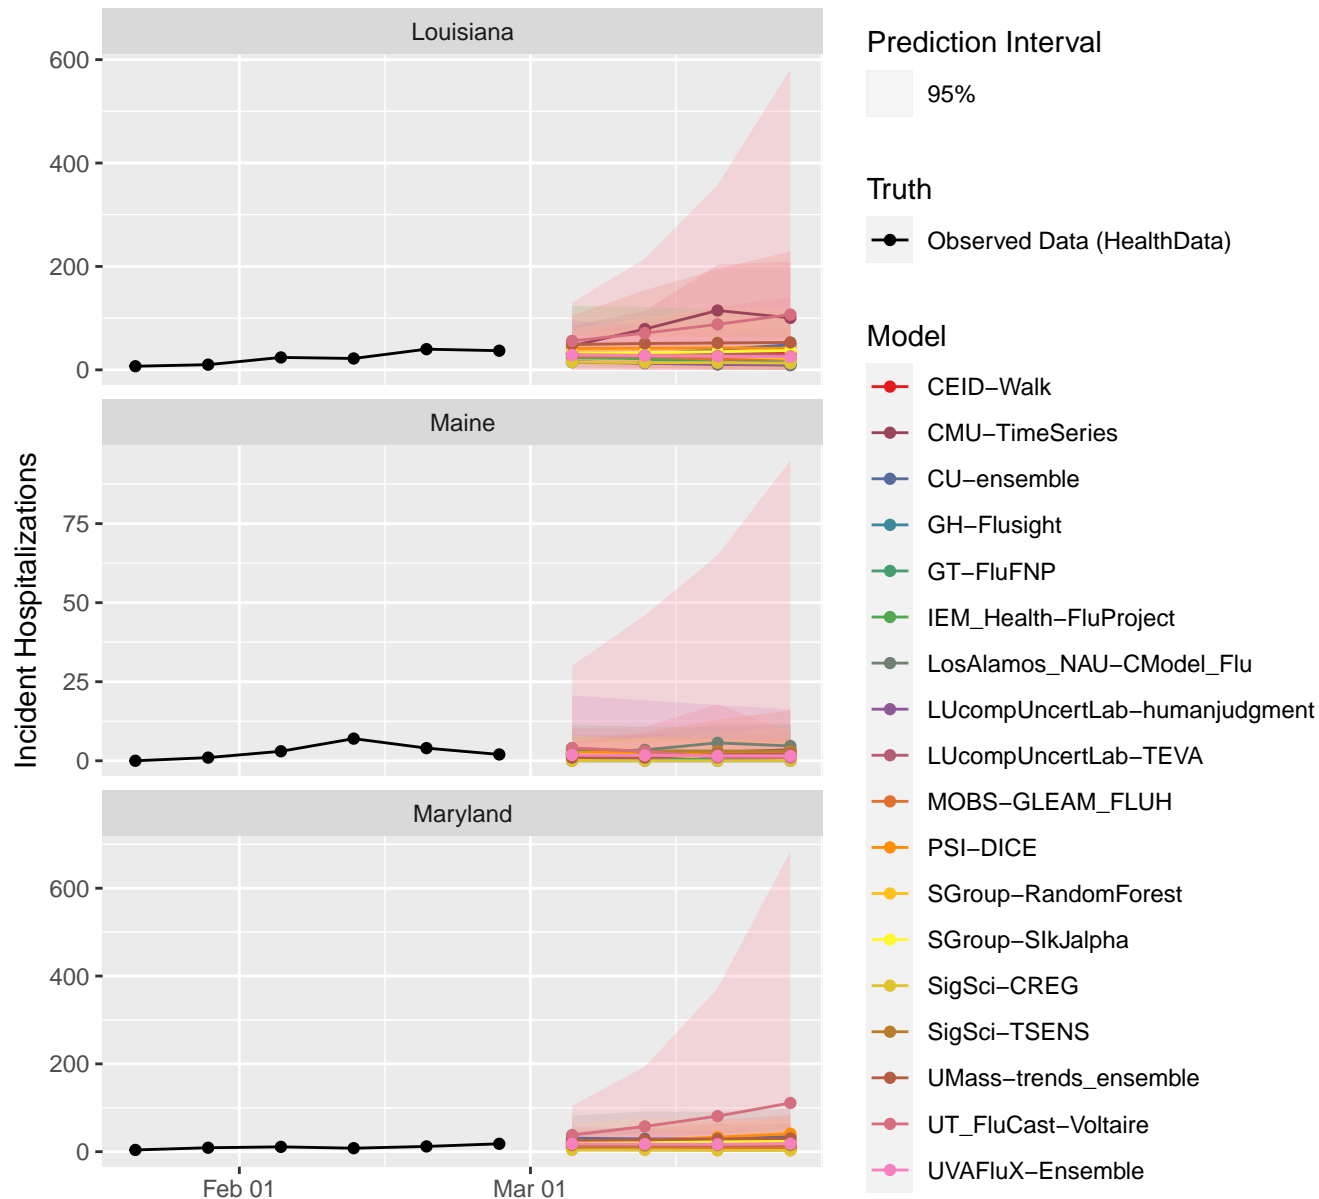 Louisiana
600
400
200
0
Maine
75
50
25
0
Maryland
600
400
200
0
Feb 01
Mar 01
Incident Hospitalizations
Prediction Interval
95%
Truth
Observed Data (HealthData)
Model
CEID−Walk
CMU−TimeSeries
CU−ensemble
GH−Flusight
GT−FluFNP
IEM_Health−FluProject
LosAlamos_NAU−CModel_Flu
LUcompUncertLab−humanjudgment
LUcompUncertLab−TEVA
MOBS−GLEAM_FLUH
PSI−DICE
SGroup−RandomForest
SGroup−SIkJalpha
SigSci−CREG
SigSci−TSENS
UMass−trends_ensemble
UT_FluCast−Voltaire
UVAFluX−Ensemble